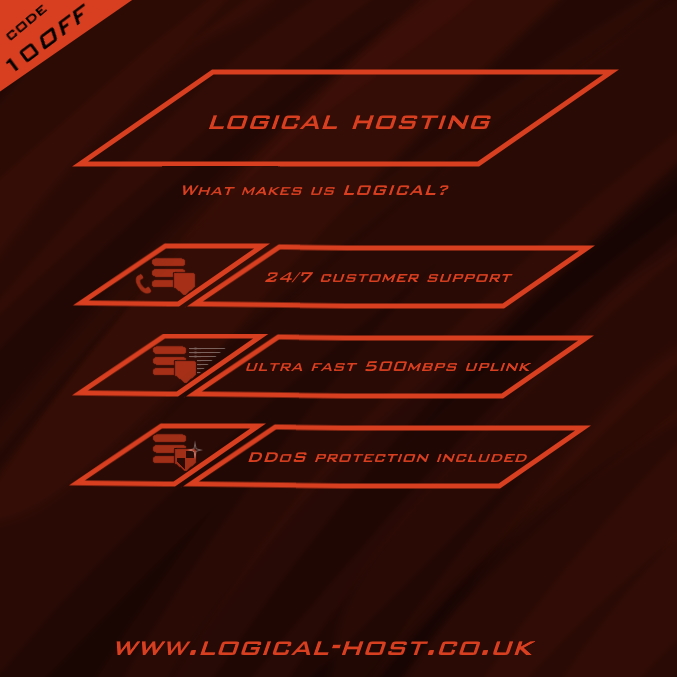 CODE
10OFF
LOGICAL HOSTING
What makes us LOGICAL?
24/7 customer support
ultra fast 500mbps uplink
DDoS protection included
www.logical-host.co.uk